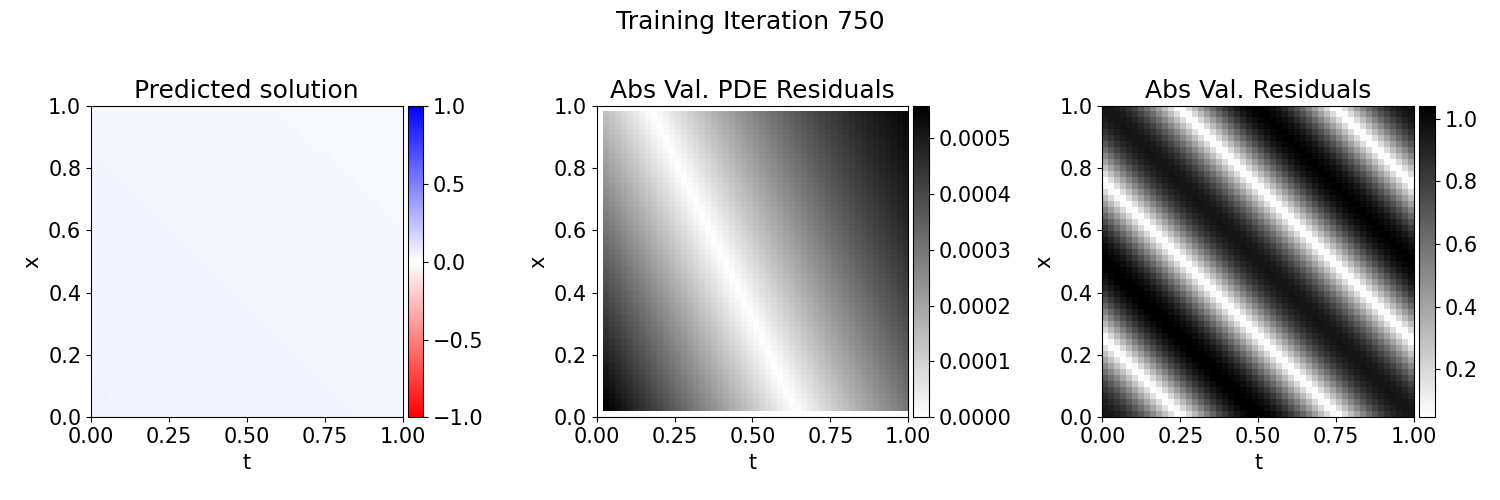 Training Iteration 750
Predicted solution
1.0
0.8
0.6
0.4
0.2
0.0
x
0.00 0.25 0.50 0.75 1.00
t
1.0
0.5
0.0
−0.5
−1.0
Abs Val. PDE Residuals
1.0
0.8
0.6
0.4
0.2
0.0
x
0.00 0.25 0.50 0.75 1.00
t
0.0005
0.0004
0.0003
0.0002
0.0001
0.0000
Abs Val. Residuals
1.0
0.8
0.6
0.4
0.2
0.0
x
0.00 0.25 0.50 0.75 1.00
t
1.0
0.8
0.6
0.4
0.2